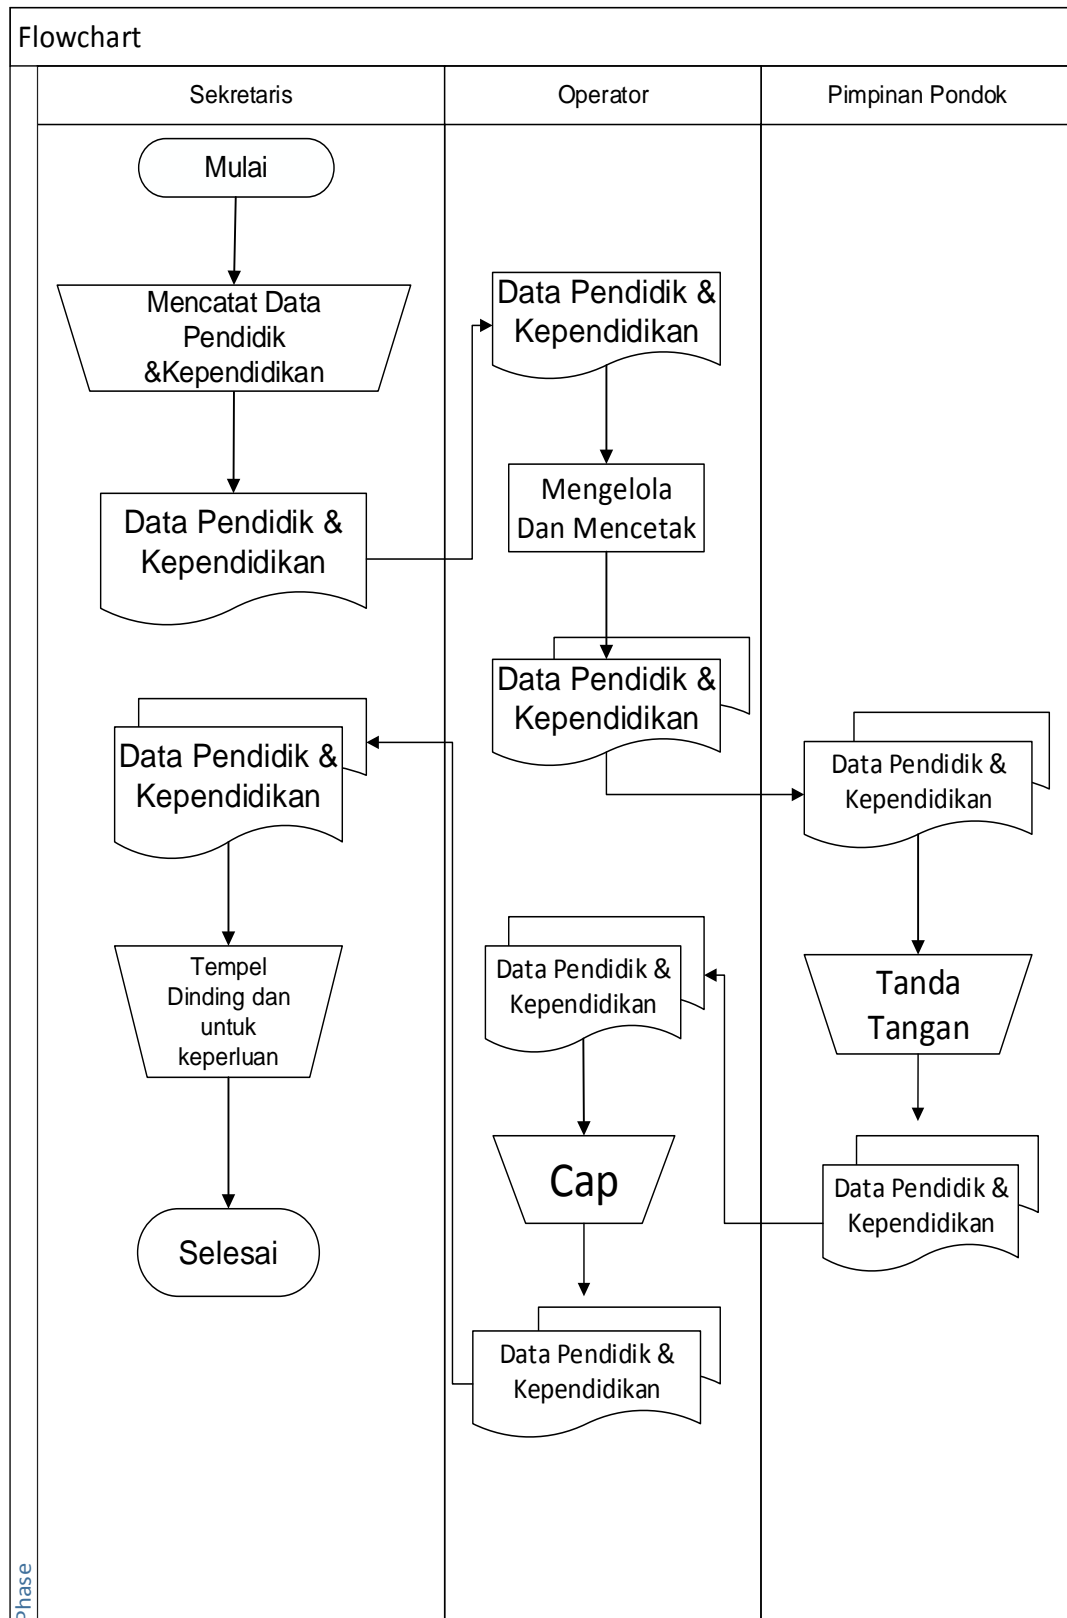 Flowchart
Sekretaris
Operator
Pimpinan Pondok
Mulai
Mencatat Data
Pendidik
&Kependidikan
Data Pendidik &
Kependidikan
Data Pendidik &
Kependidikan
Mengelola
Dan Mencetak
Data Pendidik &
Kependidikan
Data Pendidik &
Kependidikan
Tanda
Tangan
Data Pendidik &
Kependidikan
Data Pendidik &
Kependidikan
Cap
Data Pendidik &
Kependidikan
Data Pendidik &
Kependidikan
Tempel
Dinding dan
untuk
keperluan
Selesai
Phase